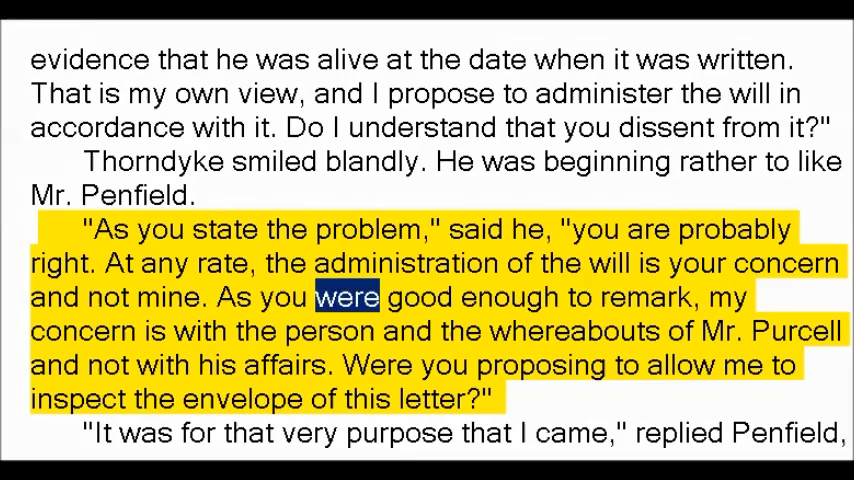 evidence that he was alive at the date when it was written.
That is my own view, and I propose to administer the will in
accordance with it. Do I understand that you dissent from it?"
Thorndyke smiled blandly. He was beginning rather to like
Mr. Penfield.
"As you state the problem," said he, "you are probably
right. At any rate, the administration of the will is your concern
and not mine. As you were good enough to remark, my
concern is with the person and the whereabouts of Mr. Purcell
and not with his affairs. Were you proposing to allow me to
inspect the envelope of this letter?"
"It was for that very purpose that I came," replied Penfield,